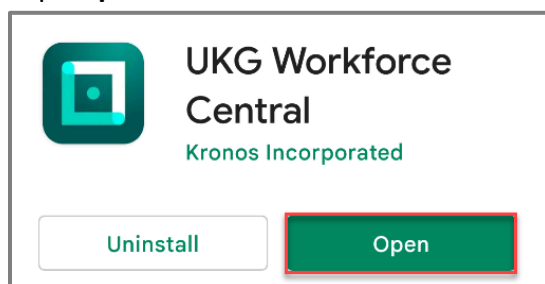 UKG Workforce
Central
Kronos Incorporated
Uninstall
Open